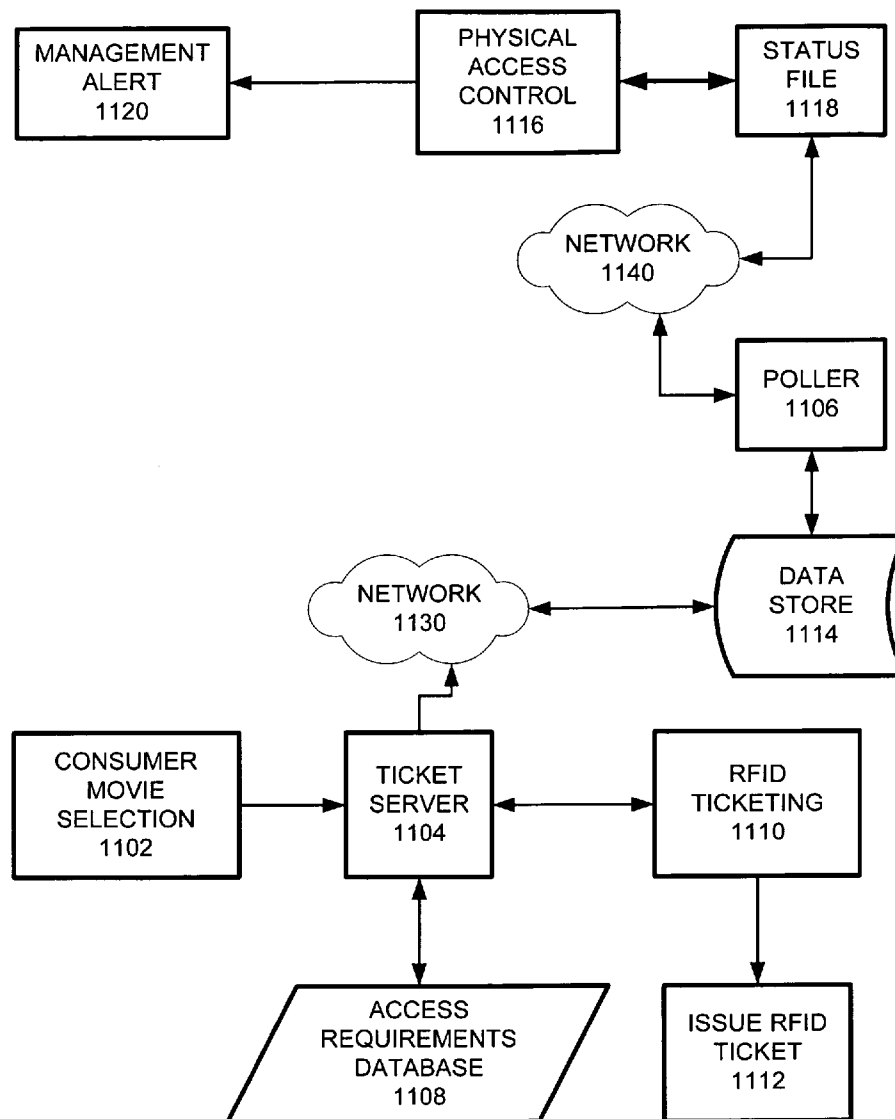 MANAGEMENT
ALERT
1120
PHYSICAL
ACCESS
CONTROL
1116
STATUS
FILE
1118
NETWORK
1140
POLLER
1106
NETWORK
1130
DATA
STORE
1114
CONSUMER
MOVIE
SELECTION
1102
TICKET
SERVER
1104
RFID
TICKETING
1110
ACCESS
REQUIREMENTS
DATABASE
1108
ISSUE RFID
TICKET
1112